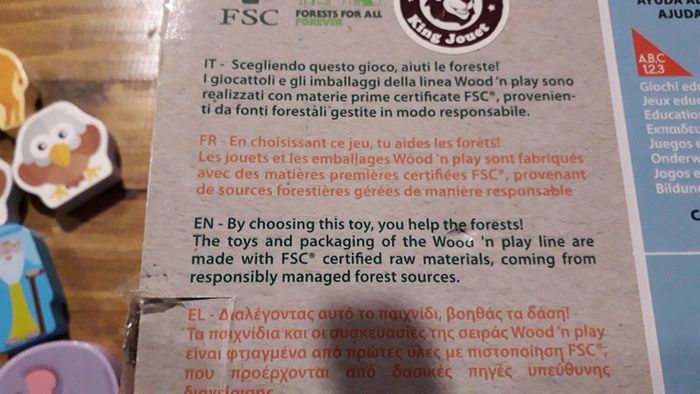 FSC
FORESTS FOR ALL
FOREVER
King Jouet
IT - Scegliendo questo gioco, aiuti le foreste!
I giocattoli e gli imballaggi della linea Wood 'n play sono
realizzati con materie prime certificate FSC®, provenien-
ti da fonti forestali gestite in modo responsabile.
FR - En choisissant ce jeu, tu aides les forêts!
Les jouets et les emballages Wood 'n play sont fabriqués
avec des matières premières certifiées FSC®, provenant
de sources forestières gérées de manière responsable
EN - By choosing this toy, you help the forests!
The toys and packaging of the Wood 'n play line are
made with FSC® certified raw materials, coming from
responsibly managed forest sources.
EL - Διαλέγοντας αυτό το παιχνίδι, βοηθάς τα δάση!
Τα παιχνίδια και οι συσκευασίες της σειράς Wood 'n play
είναι φτιαγμένα από πρώτες ύλες με πιστοποίηση FSC®,
που προέρχονται από δασικές πηγές υπεύθυνης
διαχείρισης.
AJUDA
A,B,C
1,2,3
Giochi edu
Jeux edu
Education
Εκπαιδευ
Juegos e
Onderw
Jogos e
Bildun